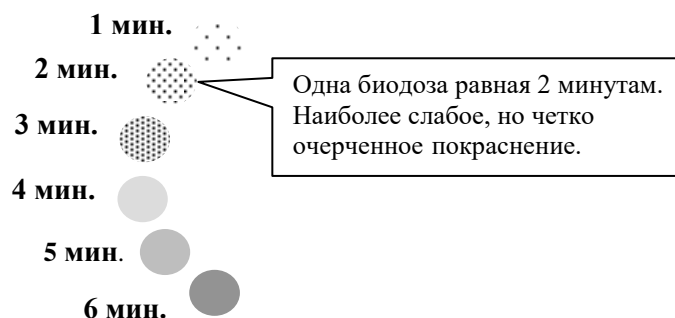 1 мин.
2 мин.
Одна биодоза равная 2 минутам.
Наиболее слабое, но четко
очерченное покраснение.
3 мин.
4 мин.
5 мин.
6 мин.